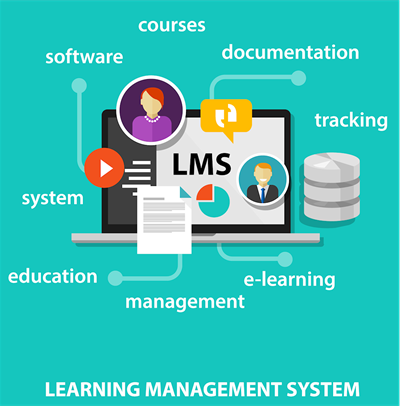 courses
software
documentation
tracking
LMS
system
education
e-learning
management
LEARNING MANAGEMENT SYSTEM